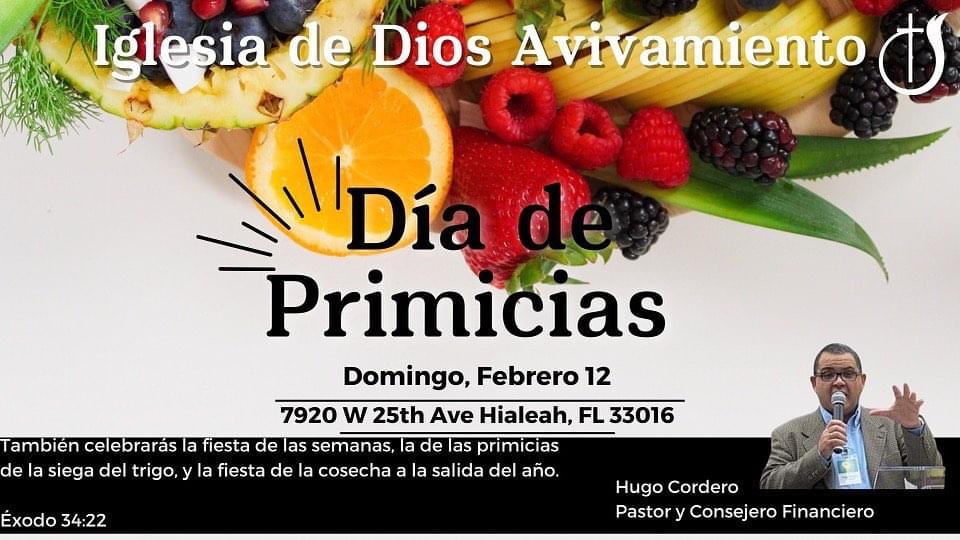 Iglesia de Dios Avivamiento
Día de
Primicias
Domingo, Febrero 12
7920 W 25th Ave Hialeah, FL 33016
También celebrarás la fiesta de las semanas, la de las primicias
de la siega del trigo, y la fiesta de la cosecha a la salida del año.
Éxodo 34:22
Hugo Cordero
Pastor y Consejero Financiero